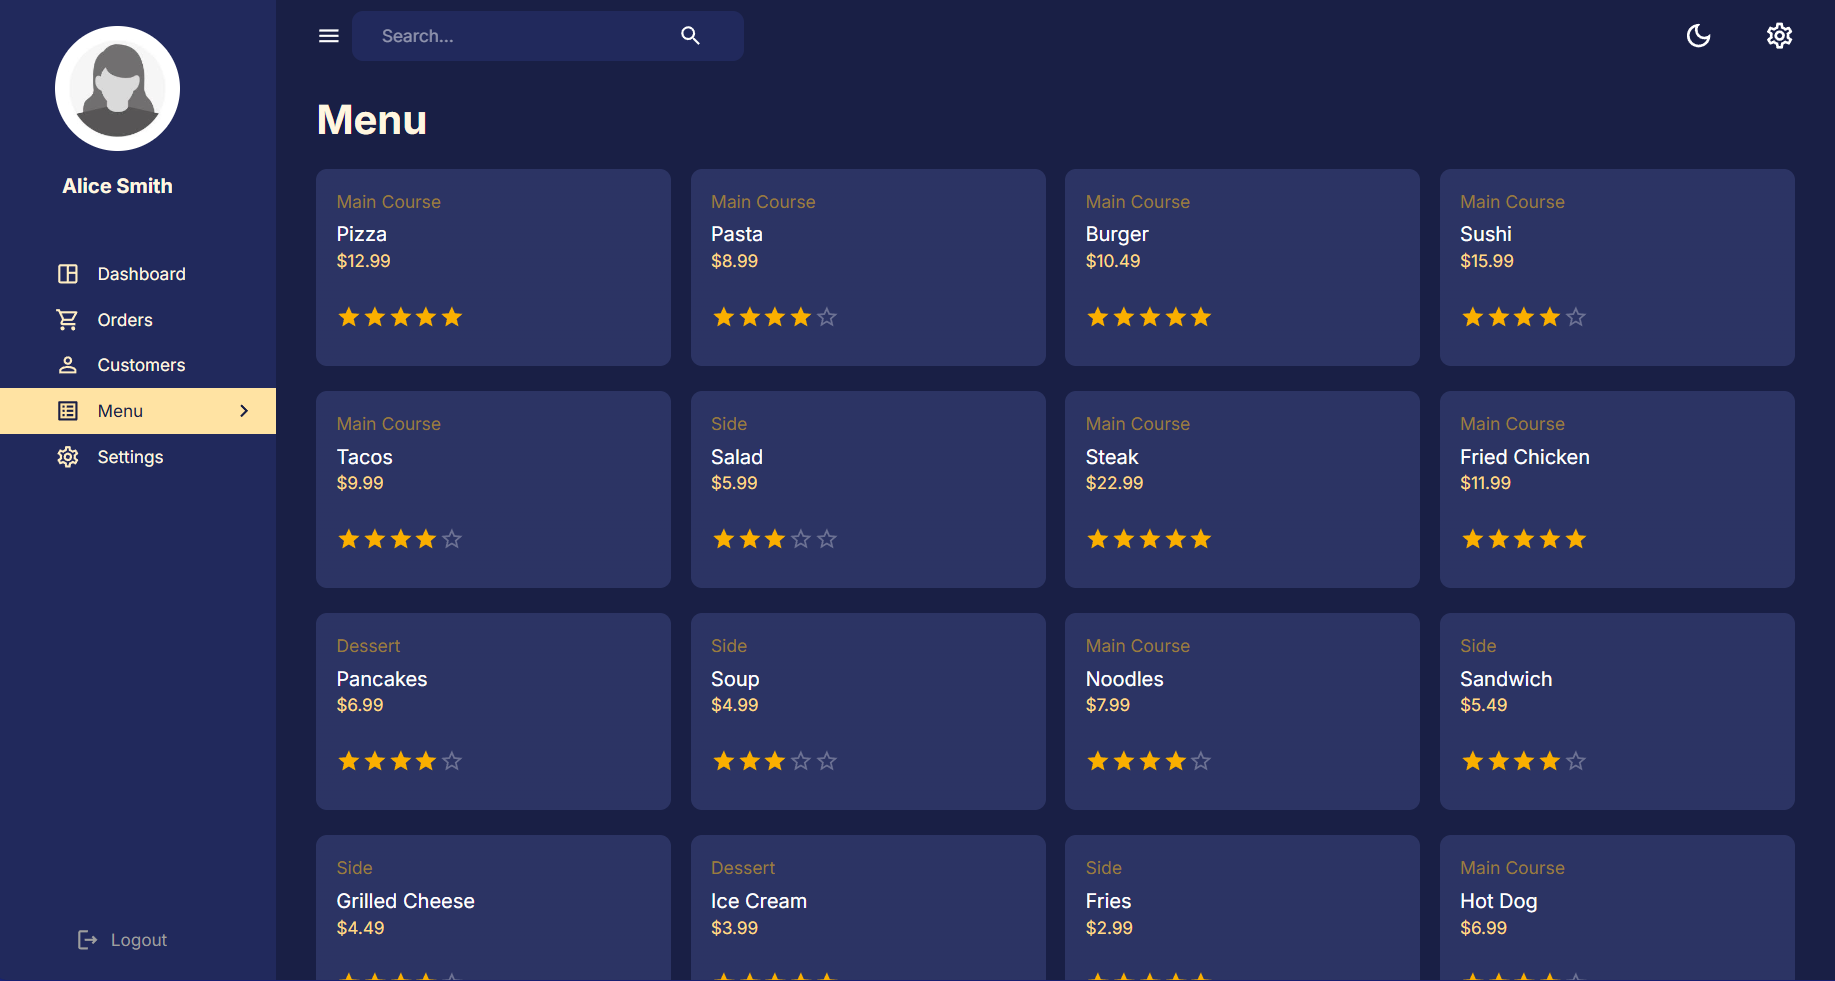 Alice Smith
Dashboard
Orders
Customers
Menu
Settings
Logout
Search...
Menu
Main Course
Pizza
$12.99
Main Course
Pasta
$8.99
Main Course
Burger
$10.49
Main Course
Sushi
$15.99
Main Course
Tacos
$9.99
Side
Salad
$5.99
Main Course
Steak
$22.99
Main Course
Fried Chicken
$11.99
Dessert
Pancakes
$6.99
Side
Soup
$4.99
Main Course
Noodles
$7.99
Side
Sandwich
$5.49
Side
Grilled Cheese
$4.49
Dessert
Ice Cream
$3.99
Side
Fries
$2.99
Main Course
Hot Dog
$6.99